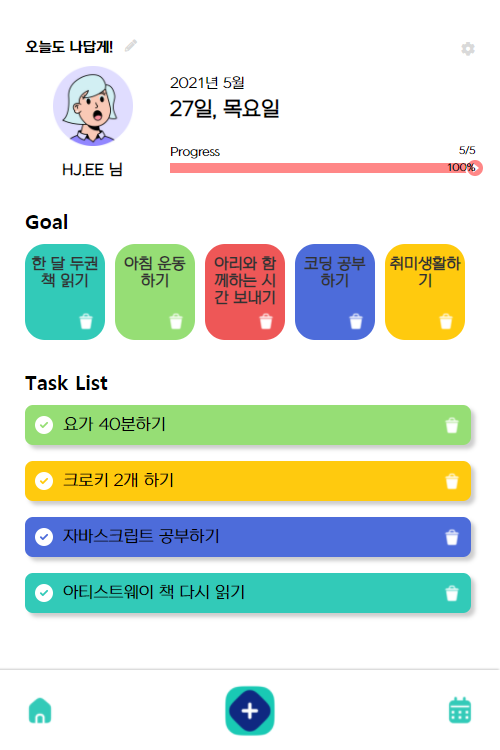 오늘도 나답게!
2021년 5월
27일, 목요일
Progress
5/5
100%
HJ.EE 님
Goal
한 달 두권
책 읽기
아침 운동
하기
아리와 함
께하는 시
간 보내기
코딩 공부
하기
취미생활하
기
Task List
요가 40분하기
크로키 2개 하기
자바스크립트 공부하기
아티스트웨이 책 다시 읽기